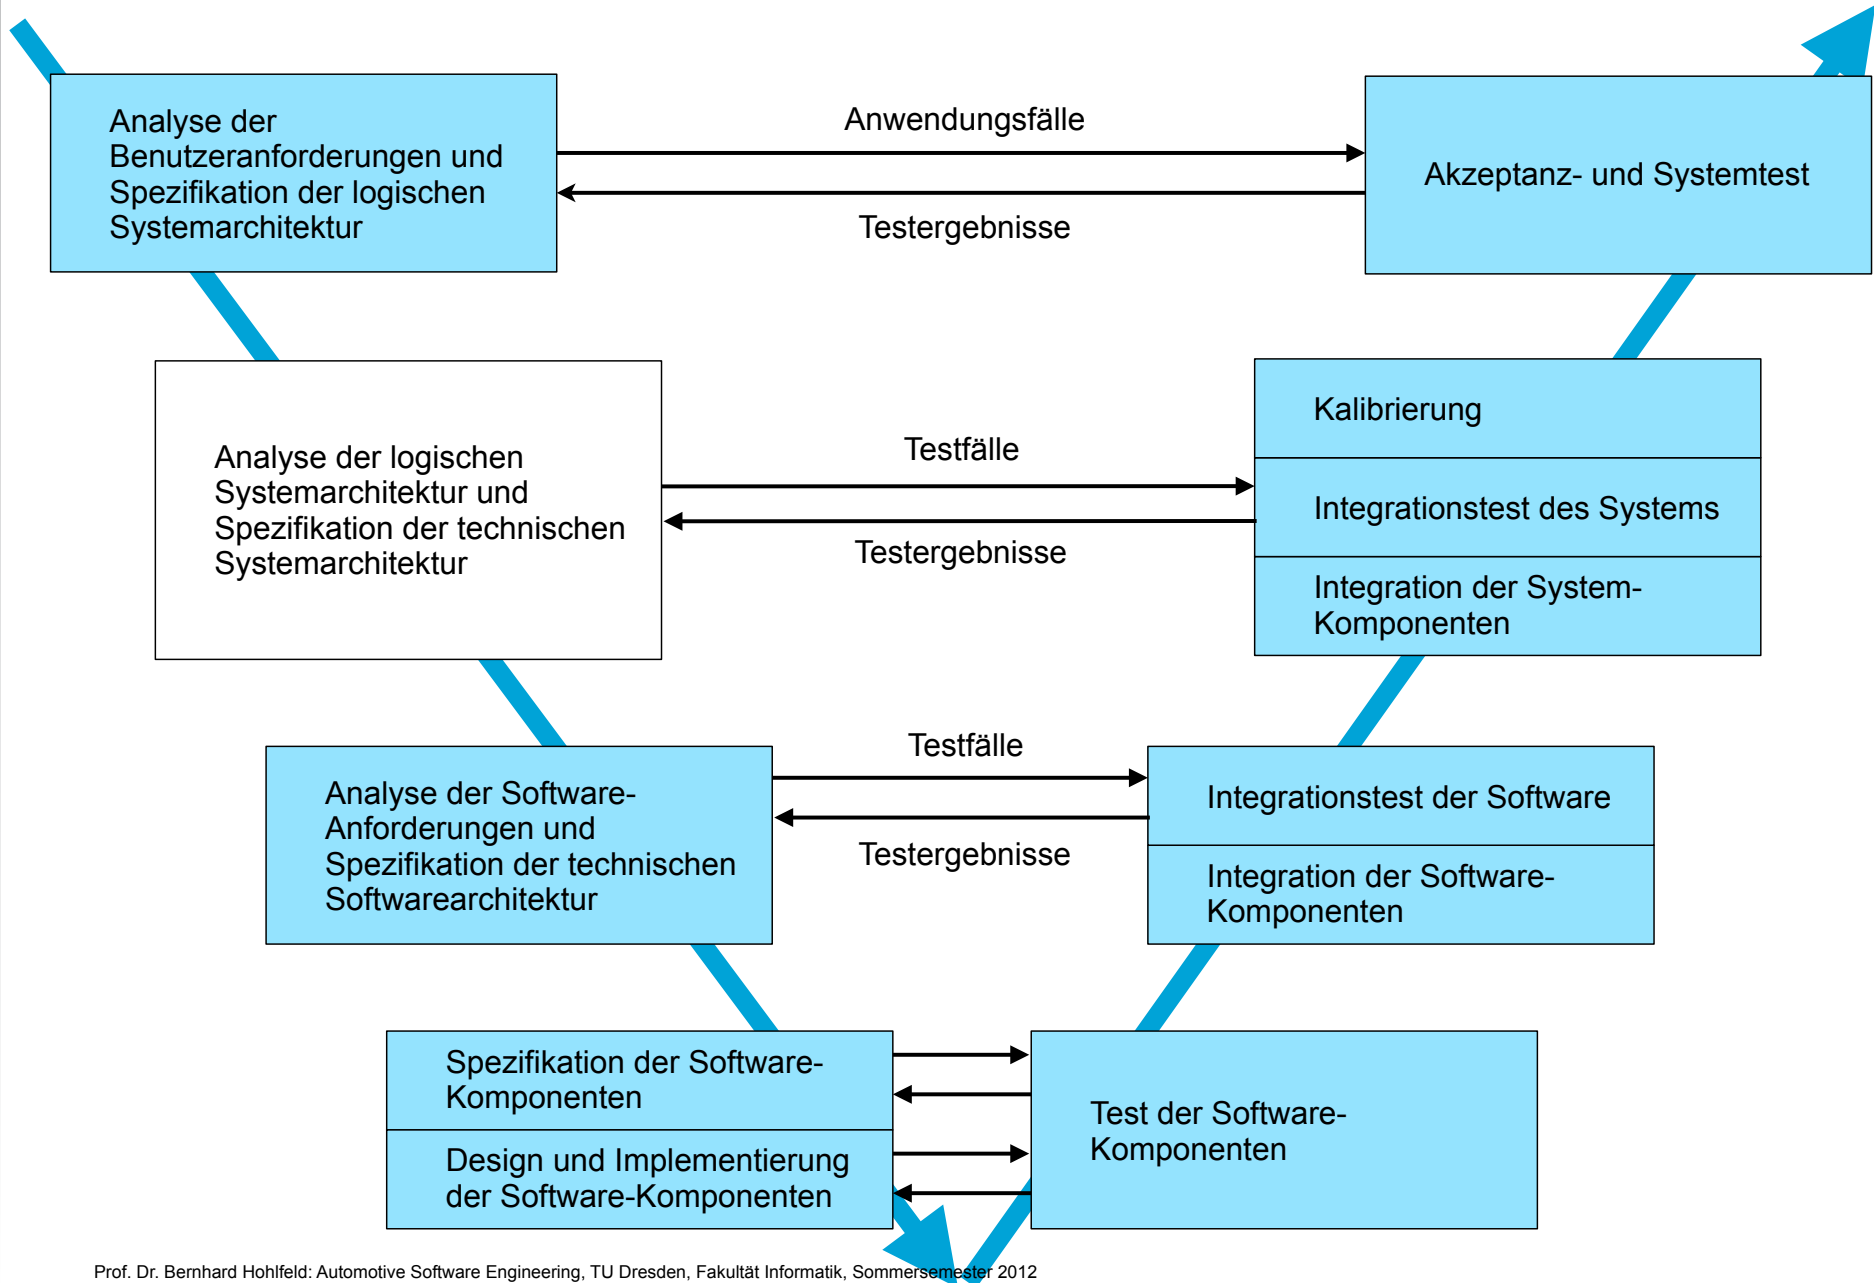 Analyse der
Benutzeranforderungen und
Spezifikation der logischen
Systemarchitektur
Anwendungsfälle
Testergebnisse
Akzeptanz- und Systemtest
Analyse der logischen
Systemarchitektur und
Spezifikation der technischen
Systemarchitektur
Testfälle
Testergebnisse
Kalibrierung
Integrationstest des Systems
Integration der System-
Komponenten
Analyse der Software-
Anforderungen und
Spezifikation der technischen
Softwarearchitektur
Testfälle
Testergebnisse
Integrationstest der Software
Integration der Software-
Komponenten
Spezifikation der Software-
Komponenten
Design und Implementierung
der Software-Komponenten
Test der Software-
Komponenten
Prof. Dr. Bernhard Hohlfeld: Automotive Software Engineering, TU Dresden, Fakultät Informatik, Sommersemester 2012